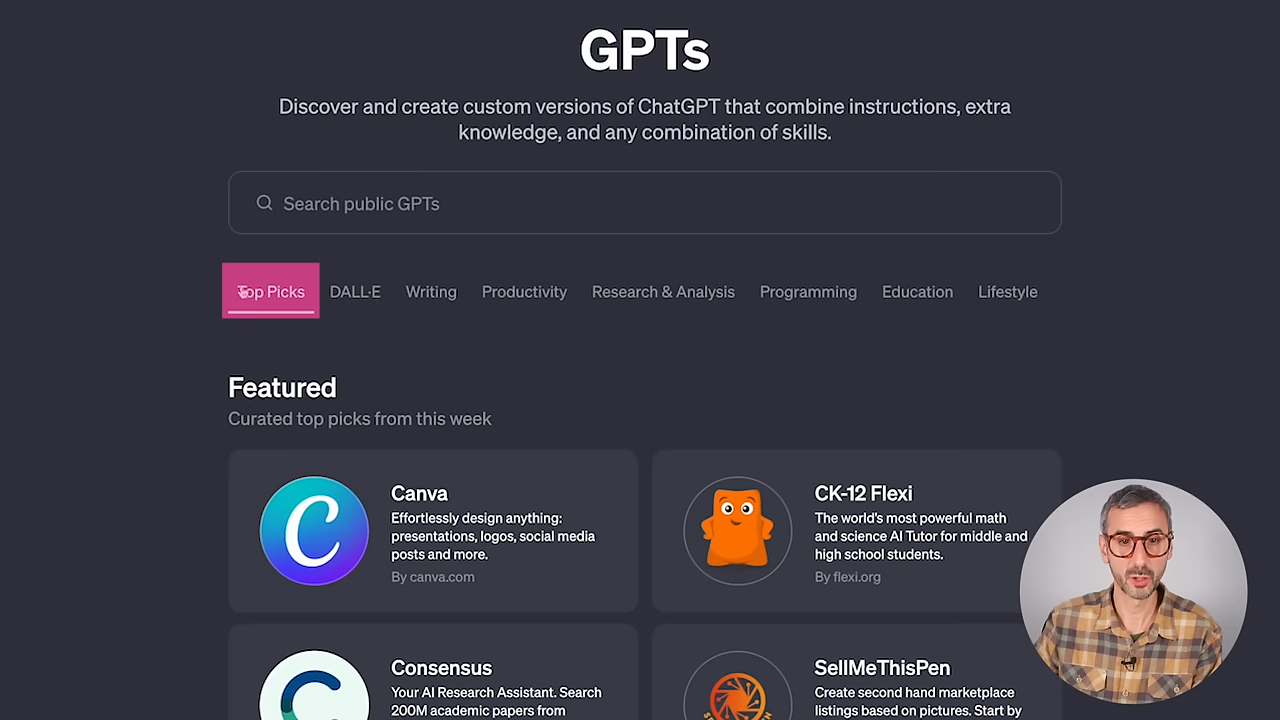 GPTs
Discover and create custom versions of ChatGPT that combine instructions, extra
knowledge, and any combination of skills.
Search public GPTs
Top Picks DALL·E Writing Productivity Research & Analysis Programming Education Lifestyle
Featured
Curated top picks from this week
Canva
Effortlessly design anything:
presentations, logos, social media
posts and more.
By canva.com
CK-12 Flexi
The world's most powerful math
and science AI Tutor for middle and
high school students.
By flexi.org
Consensus
Your AI Research Assistant. Search
200M academic papers from
SellMeThisPen
Create second hand marketplace
listings based on pictures. Start by